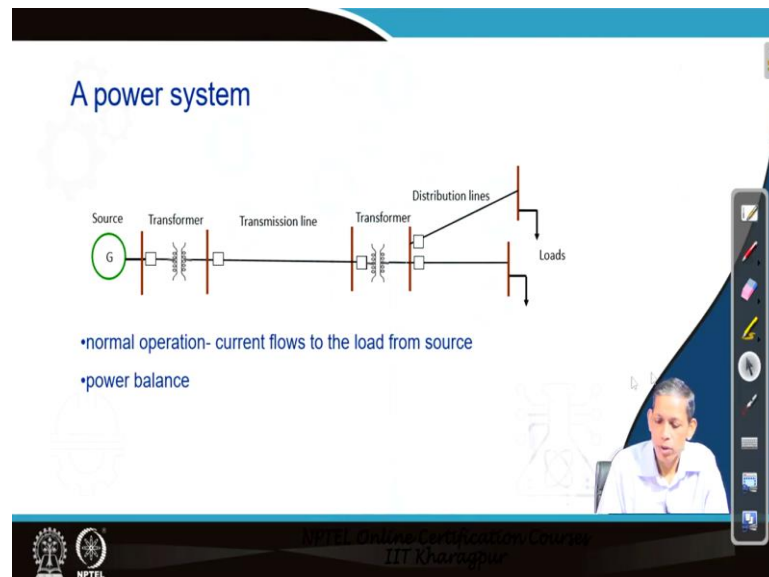 A power system
Distribution lines
Source Transformer Transmission line Transformer
G
Loads
•normal operation- current flows to the load from source
•power balance
NPTEL Online Certification Courses
IIT Kharagpur
NPTEL